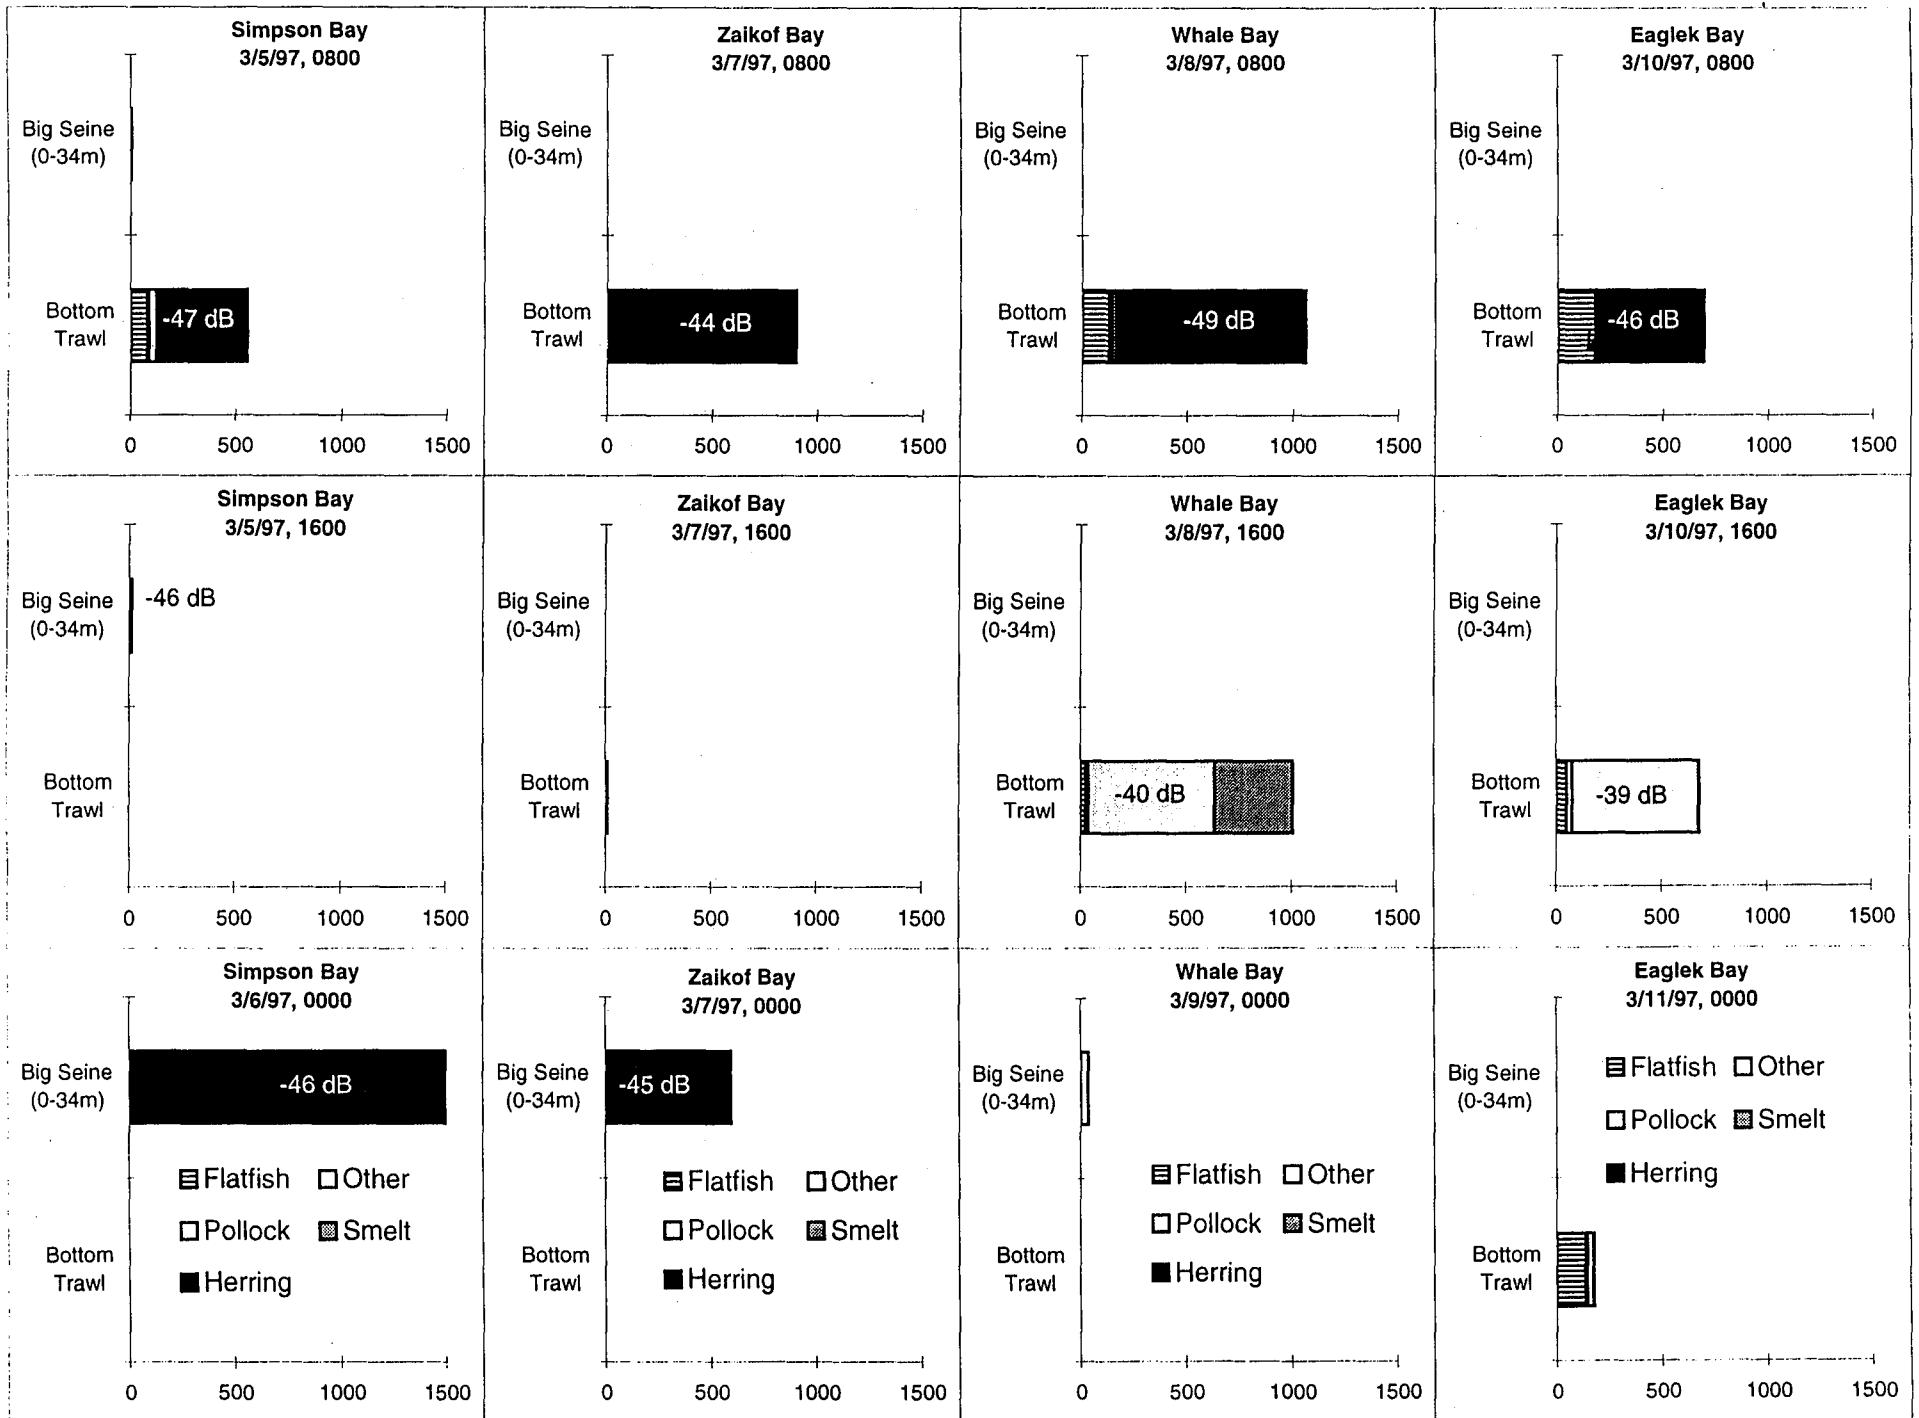 Simpson Bay
3/5/97, 0800
Big Seine
(0-34m)
Bottom
Trawl
-47 dB
0 500 1000 1500
Zaikof Bay
3/7/97, 0800
Big Seine
(0-34m)
Bottom
Trawl
-44 dB
0 500 1000 1500
Whale Bay
3/8/97, 0800
Big Seine
(0-34m)
Bottom
Trawl
-49 dB
0 500 1000 1500
Eaglek Bay
3/10/97, 0800
Big Seine
(0-34m)
Bottom
Trawl
-46 dB
0 500 1000 1500
Simpson Bay
3/5/97, 1600
Big Seine
(0-34m)
-46 dB
Bottom
Trawl
0 500 1000 1500
Zaikof Bay
3/7/97, 1600
Big Seine
(0-34m)
Bottom
Trawl
0 500 1000 1500
Whale Bay
3/8/97, 1600
Big Seine
(0-34m)
Bottom
Trawl
-40 dB
0 500 1000 1500
Eaglek Bay
3/10/97, 1600
Big Seine
(0-34m)
Bottom
Trawl
-39 dB
0 500 1000 1500
Simpson Bay
3/6/97, 0000
Big Seine
(0-34m)
-46 dB
Flatfish Other
Pollock Smelt
Herring
Bottom
Trawl
0 500 1000 1500
Zaikof Bay
3/7/97, 0000
Big Seine
(0-34m)
-45 dB
Flatfish Other
Pollock Smelt
Herring
Bottom
Trawl
0 500 1000 1500
Whale Bay
3/9/97, 0000
Big Seine
(0-34m)
Flatfish Other
Pollock Smelt
Herring
Bottom
Trawl
0 500 1000 1500
Eaglek Bay
3/11/97, 0000
Big Seine
(0-34m)
Flatfish Other
Pollock Smelt
Herring
Bottom
Trawl
0 500 1000 1500